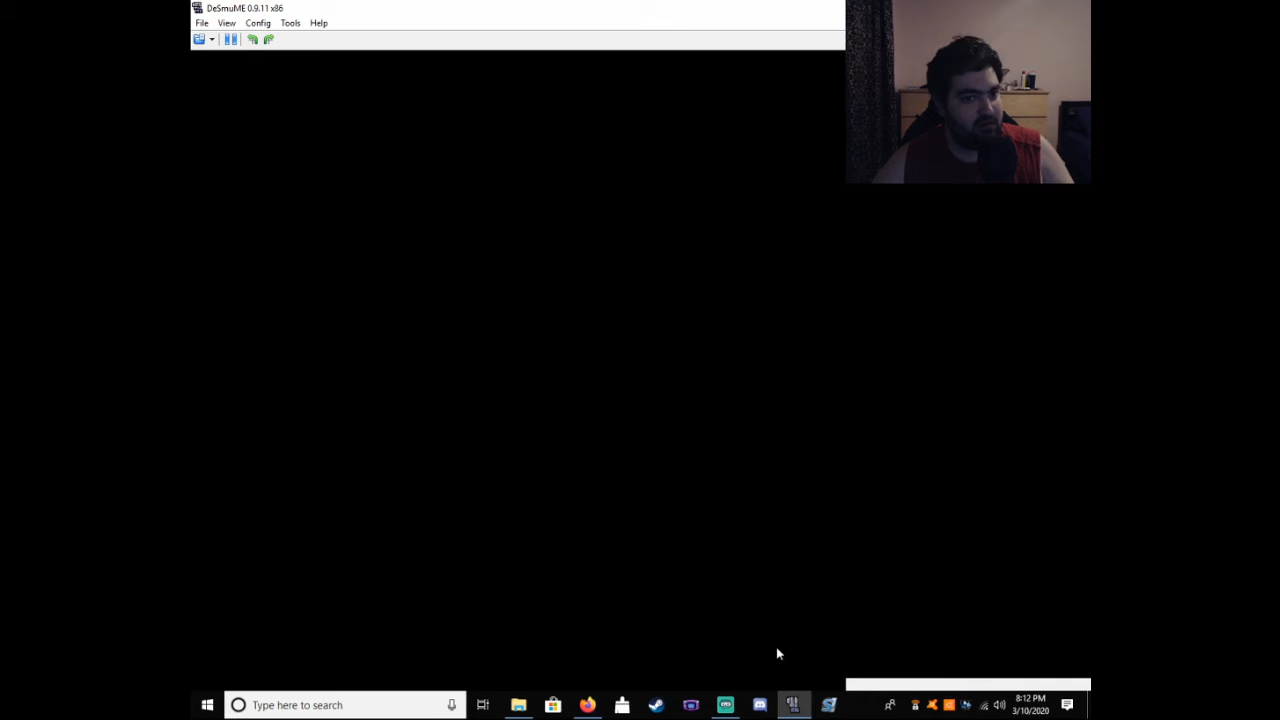 DeSmuME 0.9.11 x86
File View Config Tools Help
Type here to search
8:12 PM
3/10/2020